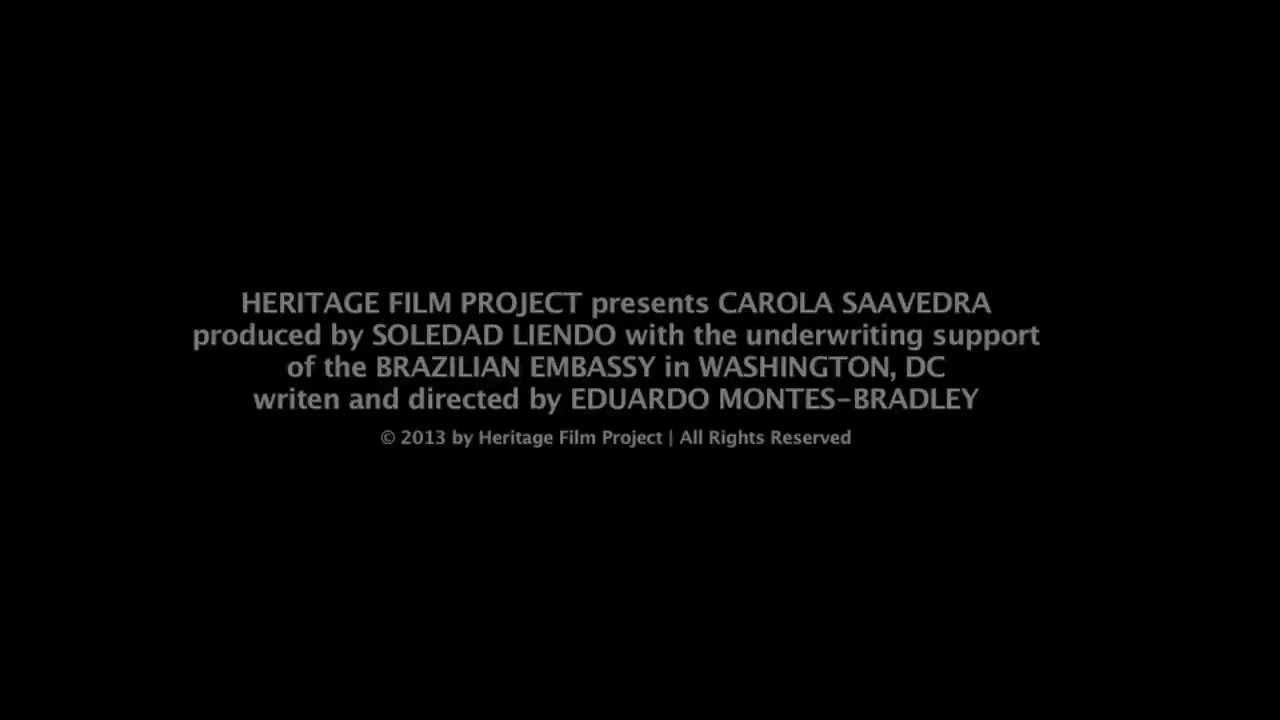 HERITAGE FILM PROJECT presents CAROLA SAAVEDRA
produced by SOLEDAD LIENDO with the underwriting support
of the BRAZILIAN EMBASSY in WASHINGTON, DC
writen and directed by EDUARDO MONTES-BRADLEY
© 2013 by Heritage Film Project | All Rights Reserved